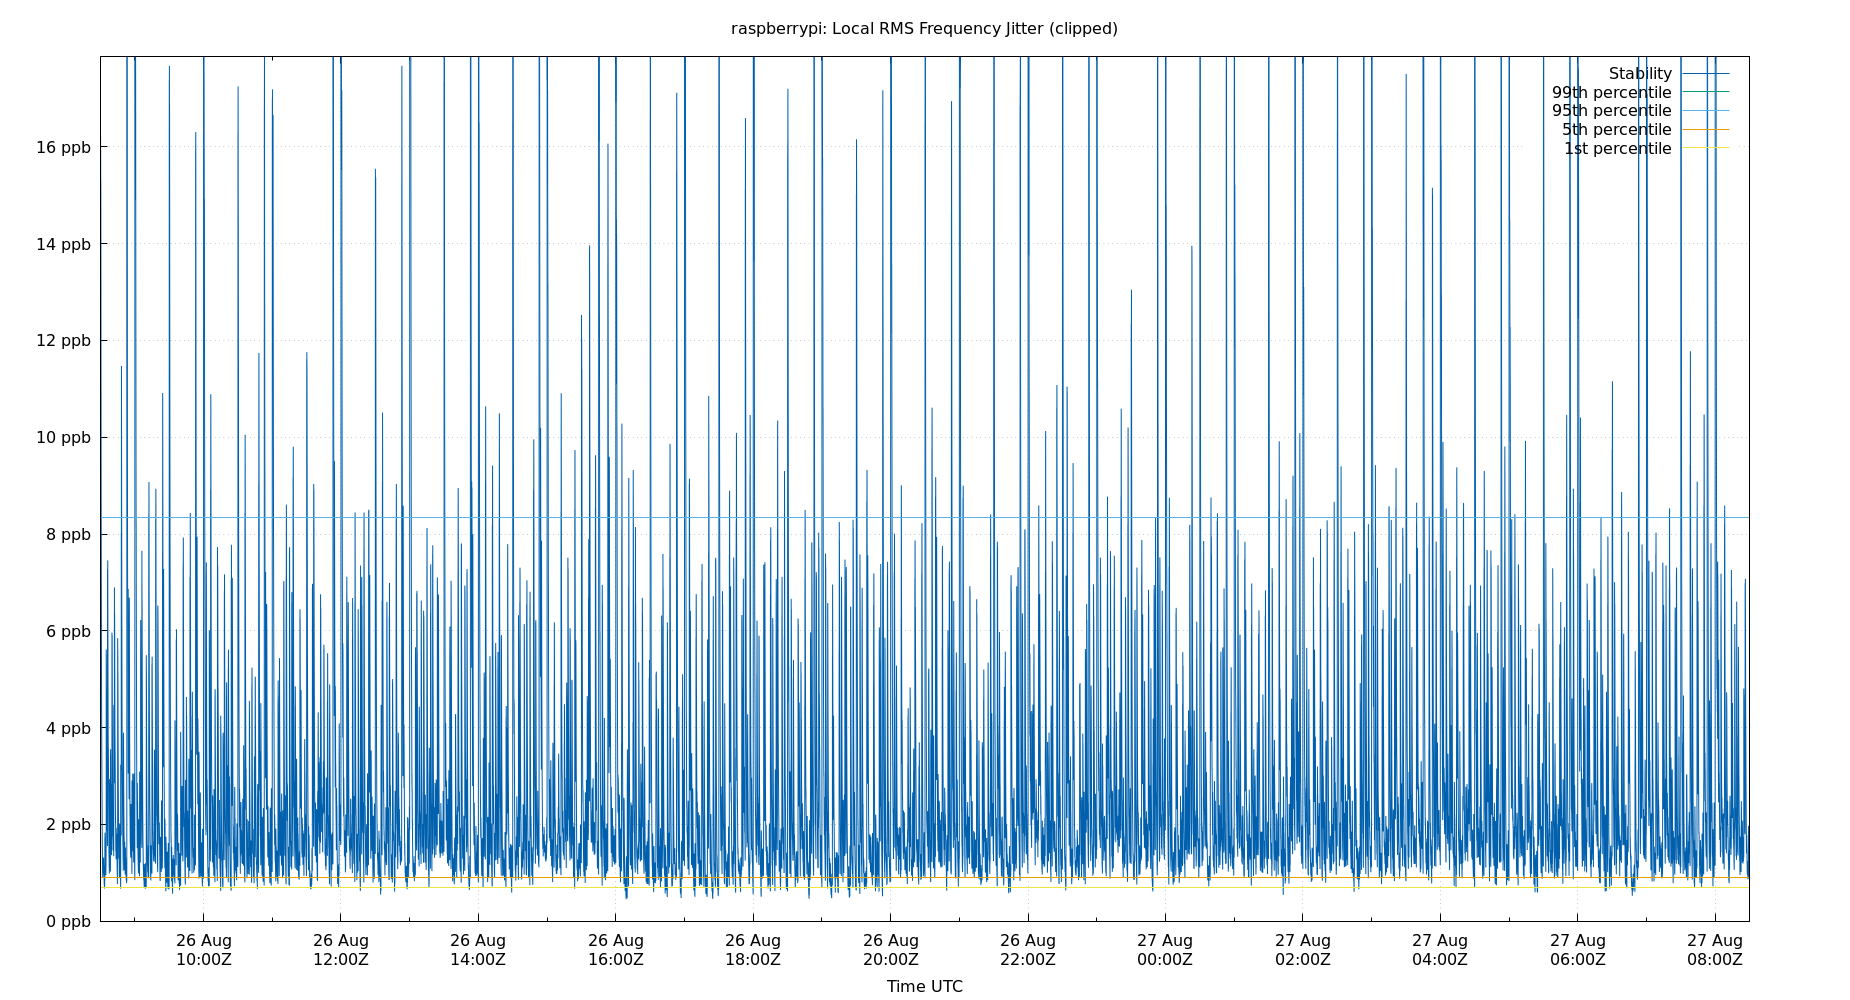 raspberrypi: Local RMS Frequency Jitter (clipped)
Stability
99th percentile
95th percentile
5th percentile
1st percentile
16 ppb
14 ppb
12 ppb
10 ppb
8 ppb
6 ppb
4 ppb
2 ppb
0 ppb
26 Aug 26 Aug 26 Aug 26 Aug 26 Aug 26 Aug 26 Aug 27 Aug 27 Aug 27 Aug 27 Aug 27 Aug
10:00Z 12:00Z 14:00Z 16:00Z 18:00Z 20:00Z 22:00Z 00:00Z 02:00Z 04:00Z 06:00Z 08:00Z
Time UTC